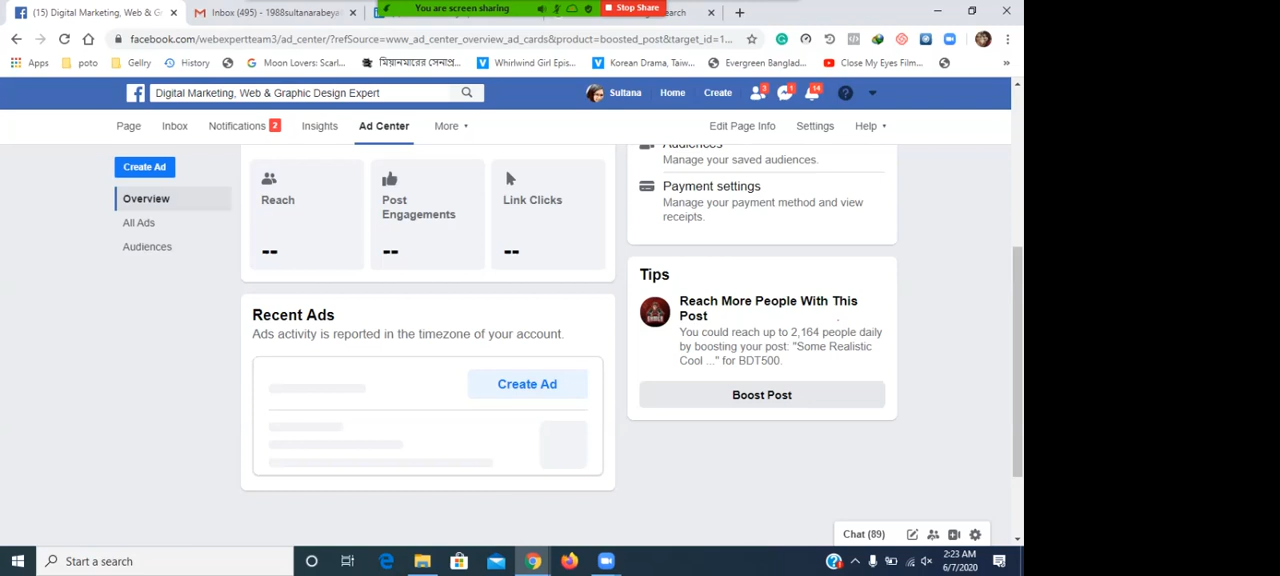 (15) Digital Marketing, Web & G
Inbox (495) - 1988sultanarabeya
You are screen sharing
Stop Share
search
facebook.com/webexpertteam3/ad_center/?refSource=www_ad_center_overview_ad_cards&product=boosted_post&target_id=1...
Apps
poto
Gellry
History
Moon Lovers: Scarl...
মিয়ানমারের সেনাপ্র...
Whirlwind Girl Epis...
Korean Drama, Taiw...
Evergreen Banglad...
Close My Eyes Film...
»
Digital Marketing, Web & Graphic Design Expert
Sultana
Home
Create
3
1
14
Page
Inbox
Notifications 2
Insights
Ad Center
More
Edit Page Info
Settings
Help
Create Ad
Overview
All Ads
Audiences
Reach
--
Post
Engagements
--
Link Clicks
--
Audiences
Manage your saved audiences.
Payment settings
Manage your payment method and view
receipts.
Recent Ads
Ads activity is reported in the timezone of your account.
Create Ad
Tips
Reach More People With This
Post
You could reach up to 2,164 people daily
by boosting your post: "Some Realistic
Cool ..." for BDT500.
Boost Post
Chat (89)
Start a search
2:23 AM
6/7/2020